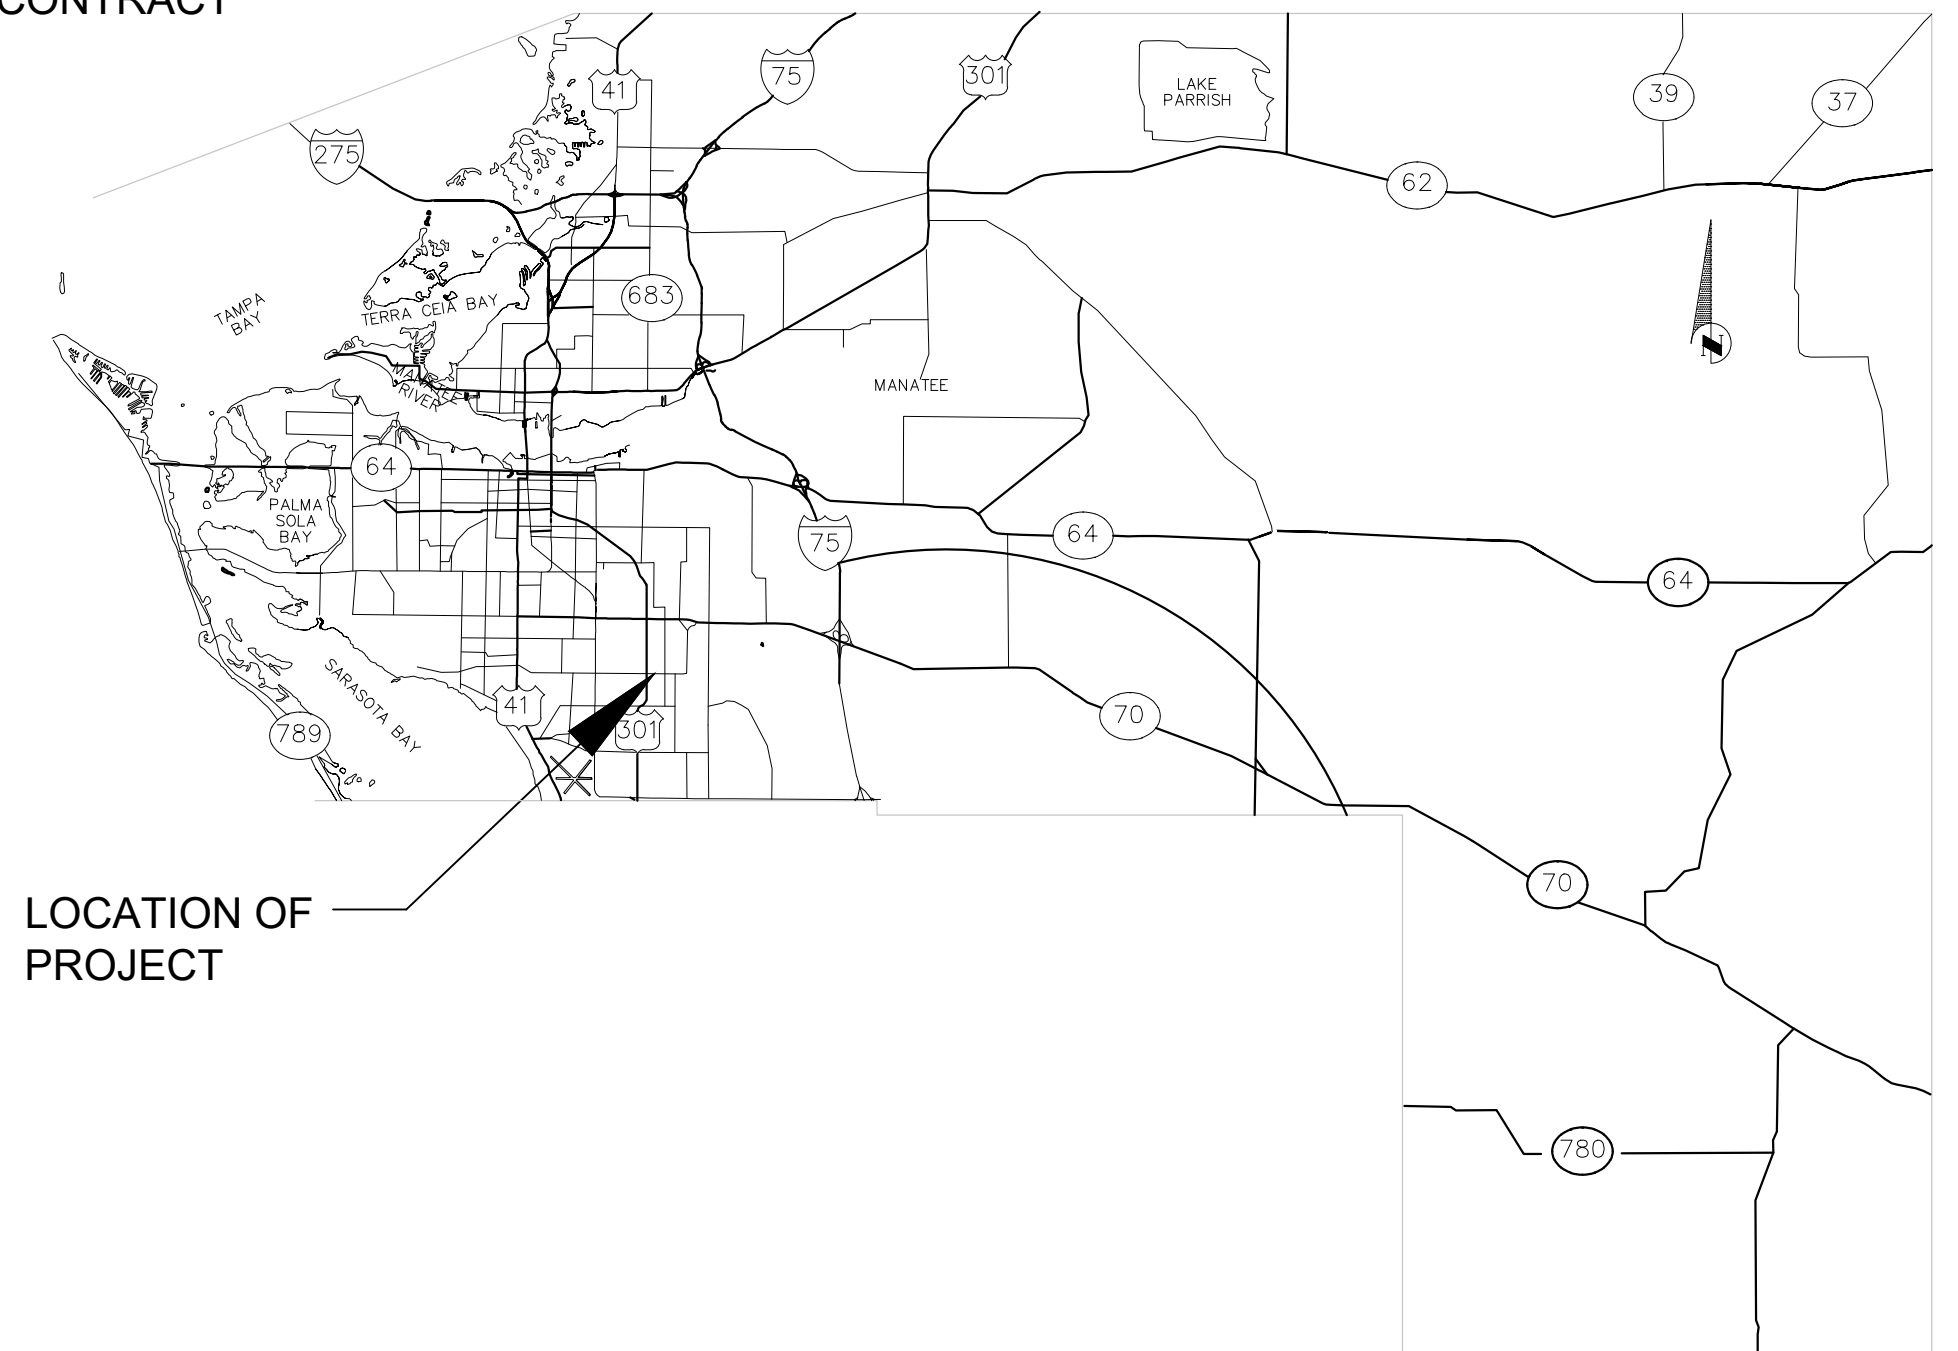 CONTRACT
41
75
301
LAKE
PARRISH
39
37
275
62
683
TAMPA
BAY
TERRA CEIA BAY
N
MANATEE
RIVER
MANATEE
64
PALMA
SOLA
BAY
75
64
64
SARASOTA BAY
41
301
789
70
70
LOCATION OF
PROJECT
780